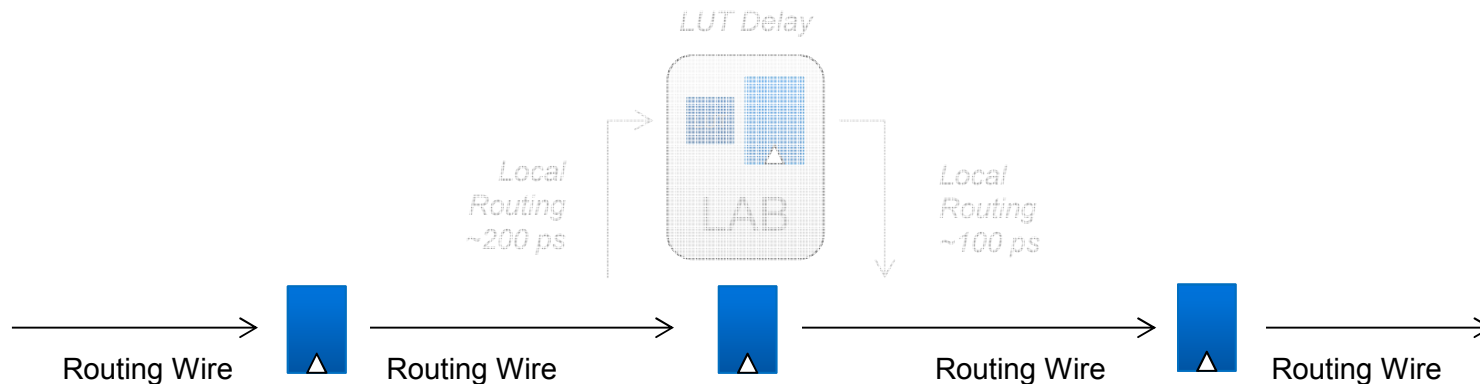 LUT Delay
Local
Routing
~200 ps
LAB
Local
Routing
~100 ps
Routing Wire
Routing Wire
Routing Wire
Routing Wire